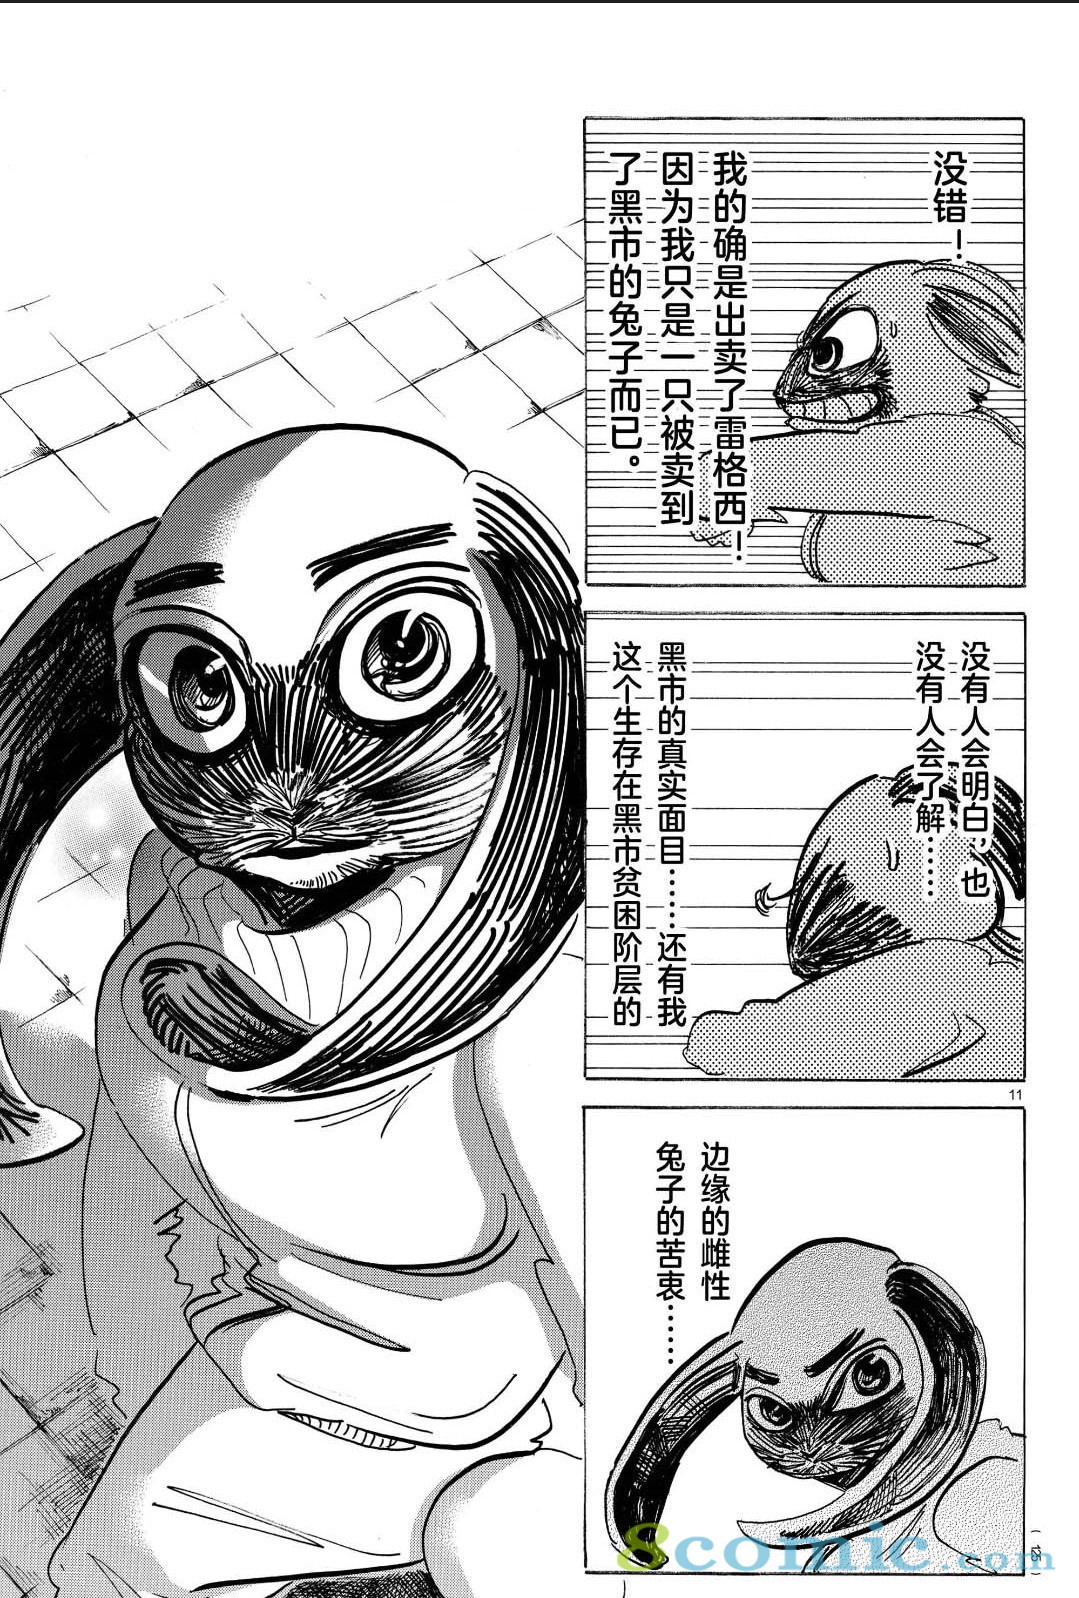 没错！
我的确是出卖了雷格西！
因为我只是一只被卖到
了黑市的兔子而已。
没有人会明白，也
没有人会了解……
黑市的真实面目……还有我
这个生存在黑市贫困阶层的
11
边缘的雌性
兔子的苦衷……
(125)
8comic.com